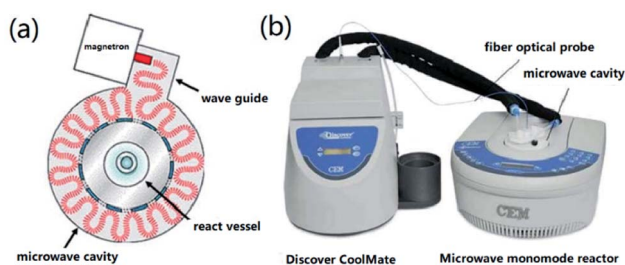 (a)
magnetron
wave guide
react vessel
microwave cavity
(b)
fiber optical probe
microwave cavity
Discover
CEM
CEM
Discover CoolMate
Microwave monomode reactor